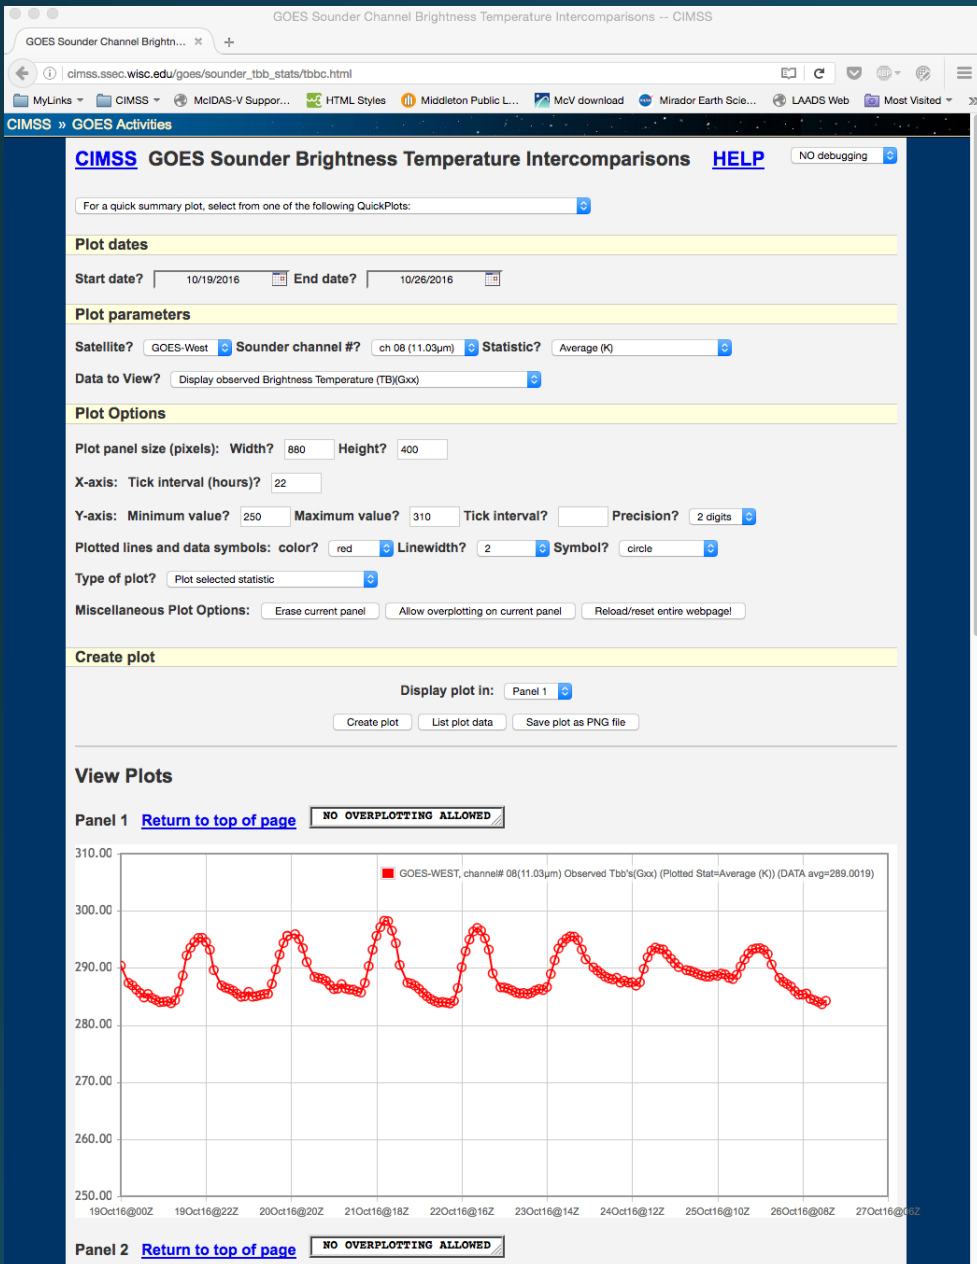 GOES Sounder Channel Brightness Temperature Intercomparisons -- CIMSS
GOES Sounder Channel Brightn...
cimss.ssec.wisc.edu/goes/sounder_tbb_stats/tbbc.html
MyLinks CIMSS McIDAS-V Suppor... HTML Styles Middleton Public L... McV download Mirador Earth Scie... LAADS Web Most Visited
CIMSS » GOES Activities
CIMSS GOES Sounder Brightness Temperature Intercomparisons HELP NO debugging
For a quick summary plot, select from one of the following QuickPlots:
Plot dates
Start date? 10/19/2016 End date? 10/26/2016
Plot parameters
Satellite? GOES-West Sounder channel #? ch 08 (11.03µm) Statistic? Average (K)
Data to View? Display observed Brightness Temperature (TB)(Gxx)
Plot Options
Plot panel size (pixels): Width? 880 Height? 400
X-axis: Tick interval (hours)? 22
Y-axis: Minimum value? 250 Maximum value? 310 Tick interval? Precision? 2 digits
Plotted lines and data symbols: color? red Linewidth? 2 Symbol? circle
Type of plot? Plot selected statistic
Miscellaneous Plot Options: Erase current panel Allow overplotting on current panel Reload/reset entire webpage!
Create plot
Display plot in: Panel 1
Create plot List plot data Save plot as PNG file
View Plots
Panel 1 Return to top of page NO OVERPLOTTING ALLOWED
310.00
GOES-WEST, channel# 08(11.03µm) Observed Tbb's(Gxx) (Plotted Stat=Average (K)) (DATA avg=289.0019)
300.00
290.00
280.00
270.00
260.00
250.00
19Oct16@00Z 19Oct16@22Z 20Oct16@20Z 21Oct16@18Z 22Oct16@16Z 23Oct16@14Z 24Oct16@12Z 25Oct16@10Z 26Oct16@08Z 27Oct16@06Z
Panel 2 Return to top of page NO OVERPLOTTING ALLOWED